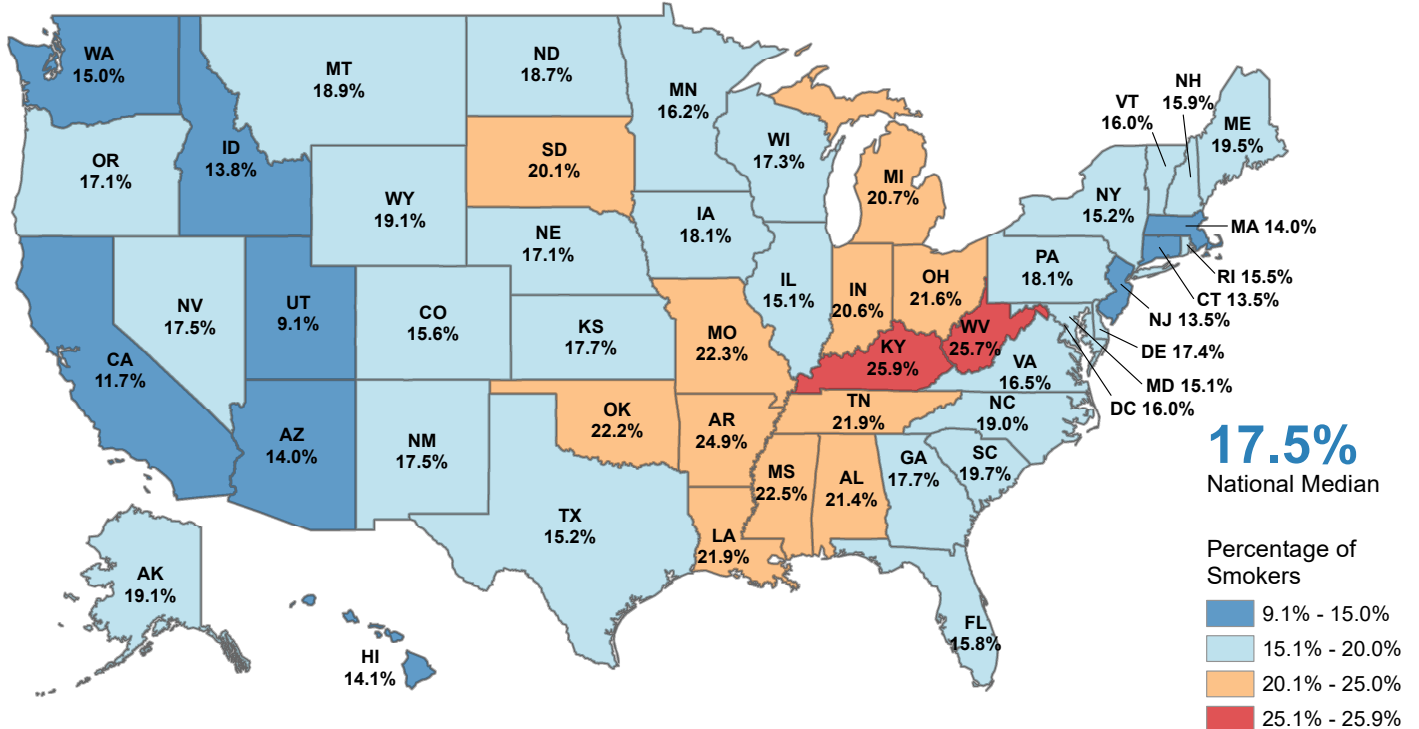 WA
15.0%
MT
18.9%
ND
18.7%
MN
16.2%
WI
17.3%
VT
16.0%
NH
15.9%
ME
19.5%
OR
17.1%
ID
13.8%
WY
19.1%
SD
20.1%
MI
20.7%
NY
15.2%
MA 14.0%
RI 15.5%
CT 13.5%
NJ 13.5%
DE 17.4%
MD 15.1%
DC 16.0%
NV
17.5%
UT
9.1%
CO
15.6%
NE
17.1%
IA
18.1%
IL
15.1%
IN
20.6%
OH
21.6%
PA
18.1%
CA
11.7%
KS
17.7%
MO
22.3%
KY
25.9%
WV
25.7%
VA
16.5%
AZ
14.0%
NM
17.5%
OK
22.2%
AR
24.9%
TN
21.9%
NC
19.0%
SC
19.7%
TX
15.2%
LA
21.9%
MS
22.5%
AL
21.4%
GA
17.7%
FL
15.8%
AK
19.1%
HI
14.1%
17.5%
National Median
Percentage of
Smokers
9.1% - 15.0%
15.1% - 20.0%
20.1% - 25.0%
25.1% - 25.9%